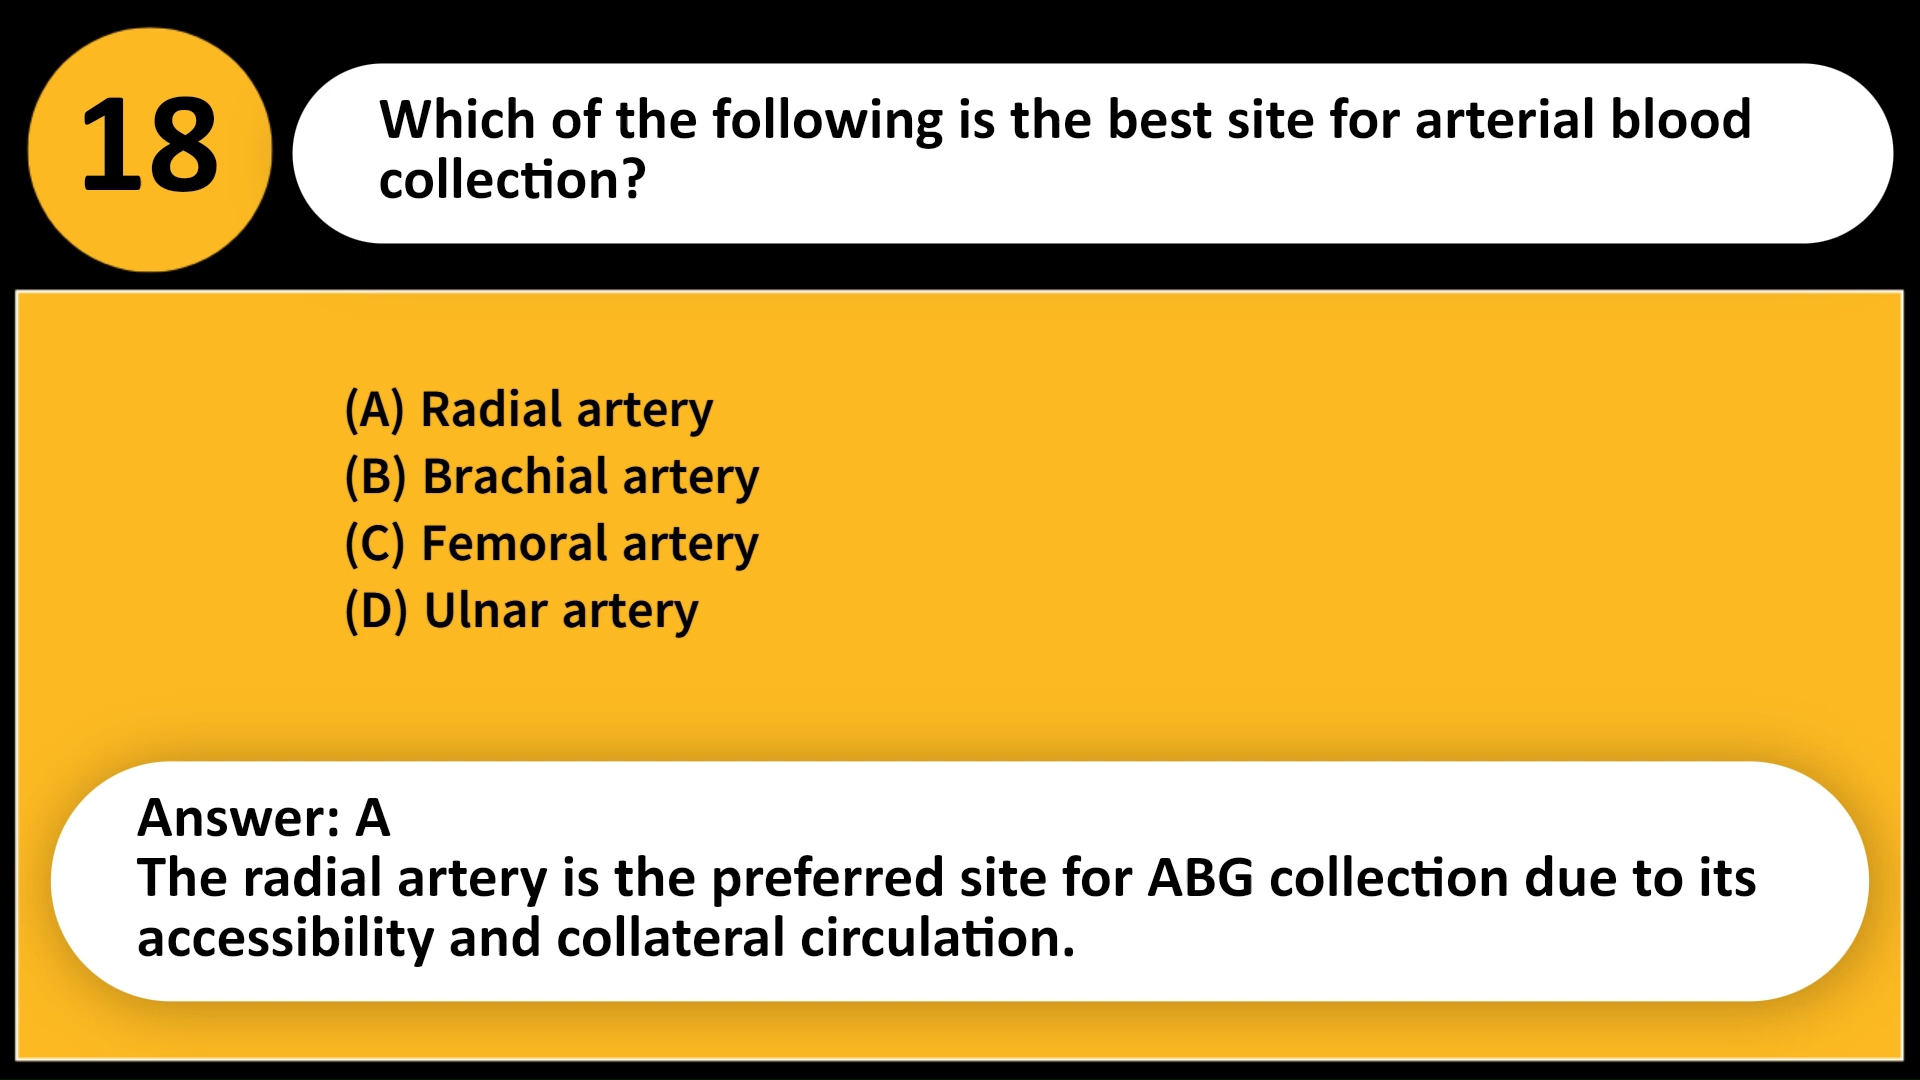 18
Which of the following is the best site for arterial blood
collection?
(A) Radial artery
(B) Brachial artery
(C) Femoral artery
(D) Ulnar artery
Answer: A
The radial artery is the preferred site for ABG collection due to its
accessibility and collateral circulation.